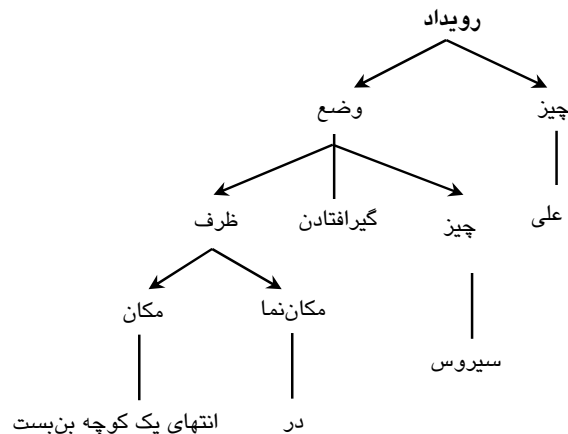 رویداد
چیز
وضع
علی
چیز
گیرافتادن
ظرف
سیروس
مکان‌نما
مکان
در
انتهای یک کوچه بن‌بست